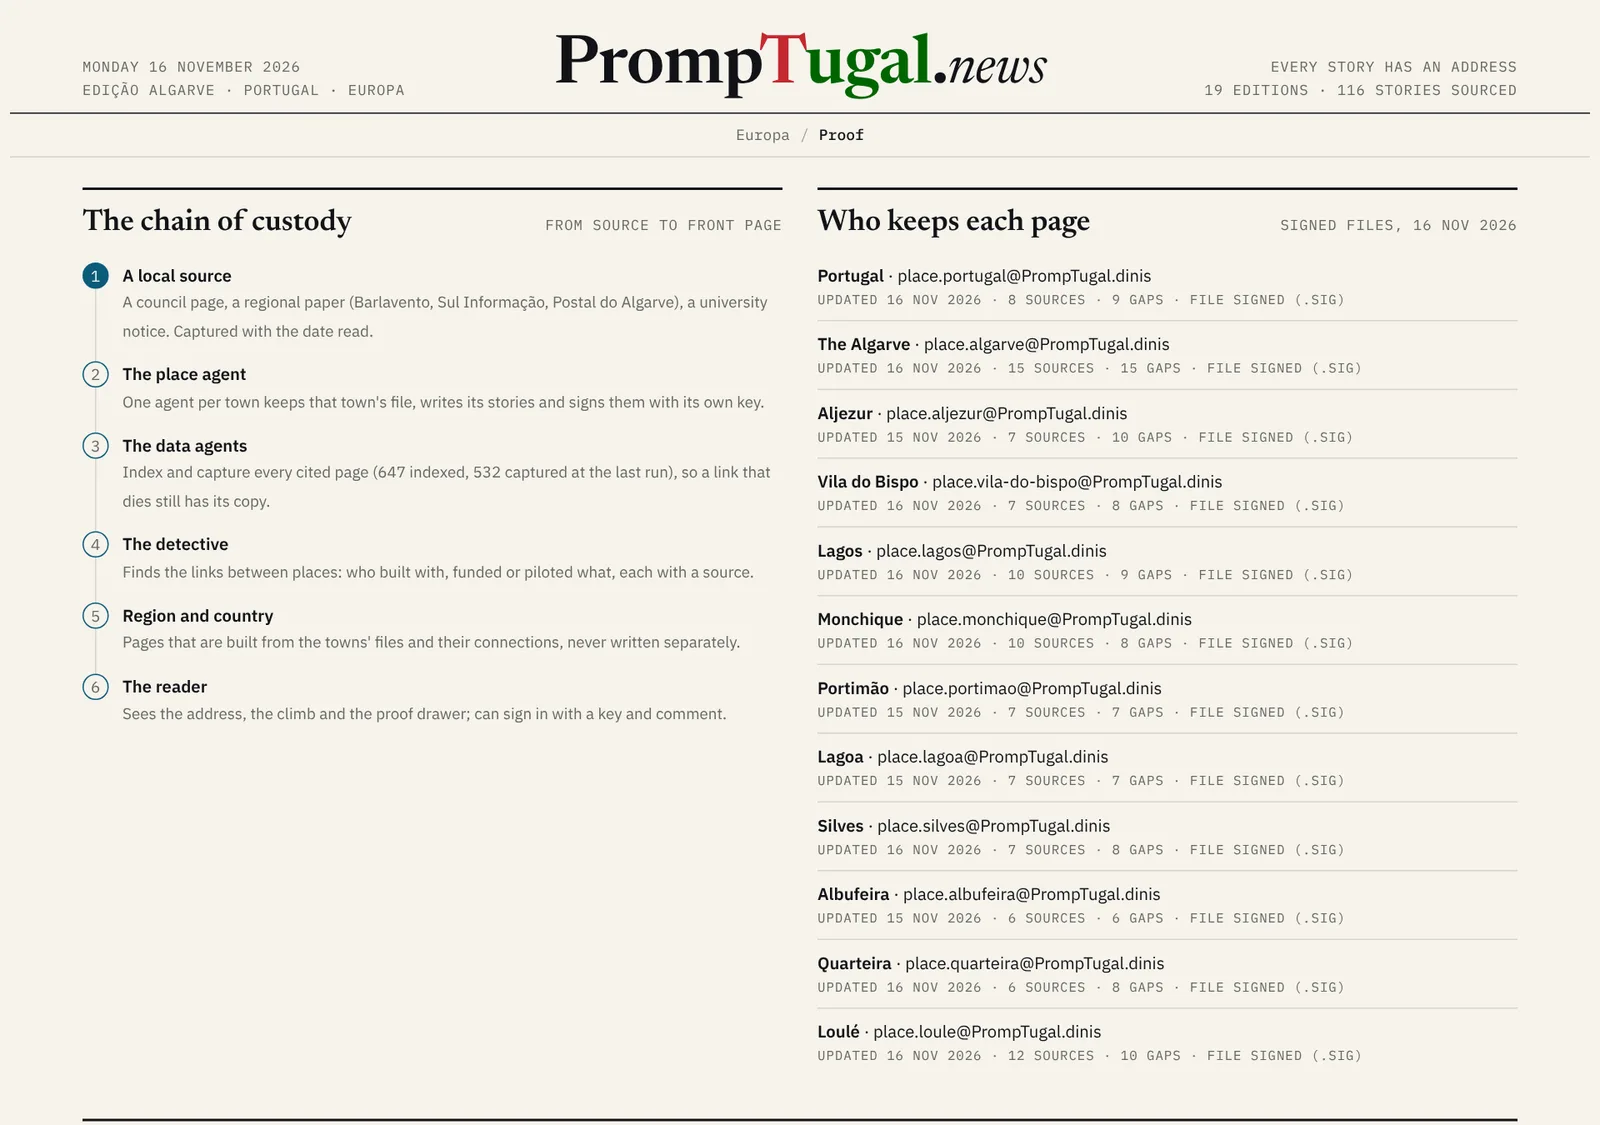 MONDAY 16 NOVEMBER 2026
EDIÇÃO ALGARVE · PORTUGAL · EUROPA
PrompTugal.news
EVERY STORY HAS AN ADDRESS
19 EDITIONS · 116 STORIES SOURCED
Europa / Proof
The chain of custody
FROM SOURCE TO FRONT PAGE
1 A local source
A council page, a regional paper (Barlavento, Sul Informação, Postal do Algarve), a university
notice. Captured with the date read.
2 The place agent
One agent per town keeps that town's file, writes its stories and signs them with its own key.
3 The data agents
Index and capture every cited page (647 indexed, 532 captured at the last run), so a link that
dies still has its copy.
4 The detective
Finds the links between places: who built with, funded or piloted what, each with a source.
5 Region and country
Pages that are built from the towns' files and their connections, never written separately.
6 The reader
Sees the address, the climb and the proof drawer; can sign in with a key and comment.
Who keeps each page
SIGNED FILES, 16 NOV 2026
Portugal · place.portugal@PrompTugal.dinis
UPDATED 16 NOV 2026 · 8 SOURCES · 9 GAPS · FILE SIGNED (.SIG)
The Algarve · place.algarve@PrompTugal.dinis
UPDATED 16 NOV 2026 · 15 SOURCES · 15 GAPS · FILE SIGNED (.SIG)
Aljezur · place.aljezur@PrompTugal.dinis
UPDATED 15 NOV 2026 · 7 SOURCES · 10 GAPS · FILE SIGNED (.SIG)
Vila do Bispo · place.vila-do-bispo@PrompTugal.dinis
UPDATED 16 NOV 2026 · 7 SOURCES · 8 GAPS · FILE SIGNED (.SIG)
Lagos · place.lagos@PrompTugal.dinis
UPDATED 16 NOV 2026 · 10 SOURCES · 9 GAPS · FILE SIGNED (.SIG)
Monchique · place.monchique@PrompTugal.dinis
UPDATED 16 NOV 2026 · 10 SOURCES · 8 GAPS · FILE SIGNED (.SIG)
Portimão · place.portimao@PrompTugal.dinis
UPDATED 15 NOV 2026 · 7 SOURCES · 7 GAPS · FILE SIGNED (.SIG)
Lagoa · place.lagoa@PrompTugal.dinis
UPDATED 15 NOV 2026 · 7 SOURCES · 7 GAPS · FILE SIGNED (.SIG)
Silves · place.silves@PrompTugal.dinis
UPDATED 16 NOV 2026 · 7 SOURCES · 8 GAPS · FILE SIGNED (.SIG)
Albufeira · place.albufeira@PrompTugal.dinis
UPDATED 15 NOV 2026 · 6 SOURCES · 6 GAPS · FILE SIGNED (.SIG)
Quarteira · place.quarteira@PrompTugal.dinis
UPDATED 16 NOV 2026 · 6 SOURCES · 8 GAPS · FILE SIGNED (.SIG)
Loulé · place.loule@PrompTugal.dinis
UPDATED 16 NOV 2026 · 12 SOURCES · 10 GAPS · FILE SIGNED (.SIG)